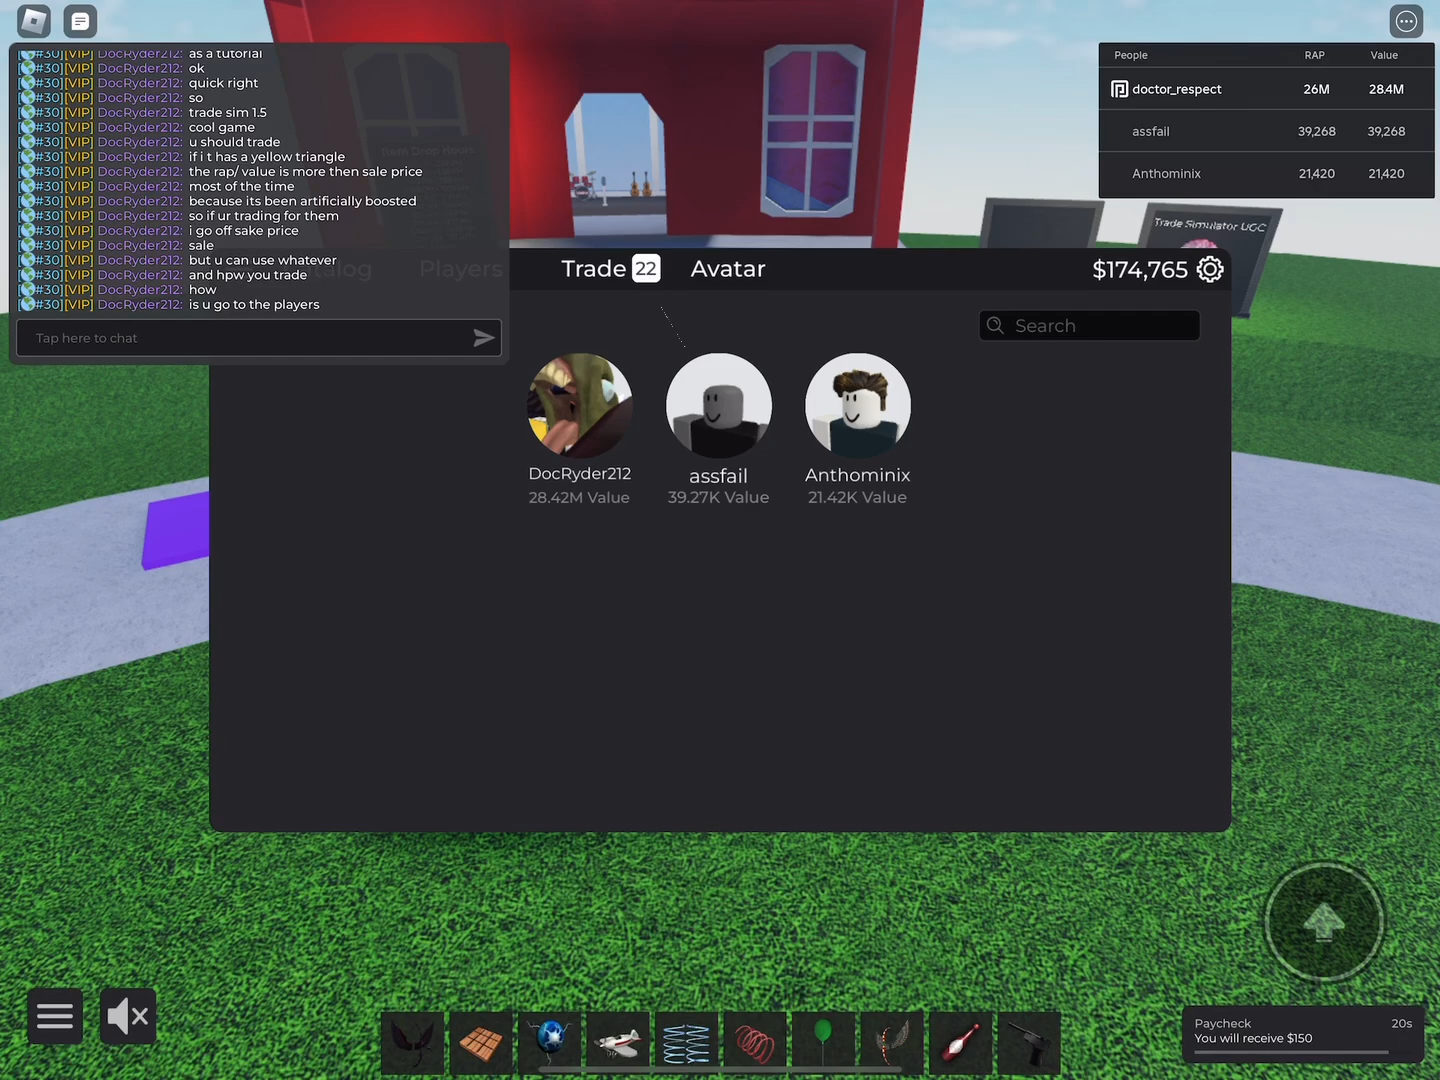 #30][VIP] DocRyder212: as a tutorial
[#30][VIP] DocRyder212: ok
[#30][VIP] DocRyder212: quick right
[#30][VIP] DocRyder212: so
[#30][VIP] DocRyder212: trade sim 1.5
[#30][VIP] DocRyder212: cool game
[#30][VIP] DocRyder212: u should trade
[#30][VIP] DocRyder212: if i t has a yellow triangle
[#30][VIP] DocRyder212: the rap/ value is more then sale price
[#30][VIP] DocRyder212: most of the time
[#30][VIP] DocRyder212: because its been artificially boosted
[#30][VIP] DocRyder212: so if ur trading for them
[#30][VIP] DocRyder212: i go off sake price
[#30][VIP] DocRyder212: sale
[#30][VIP] DocRyder212: but u can use whatever
[#30][VIP] DocRyder212: and hpw you trade
[#30][VIP] DocRyder212: how
[#30][VIP] DocRyder212: is u go to the players
Tap here to chat
People RAP Value
doctor_respect 26M 28.4M
assfail 39,268 39,268
Anthominix 21,420 21,420
Trade Simulator UGC
Players Trade 22 Avatar $174,765
Search
DocRyder212 assfail Anthominix
28.42M Value 39.27K Value 21.42K Value
Paycheck 20s
You will receive $150